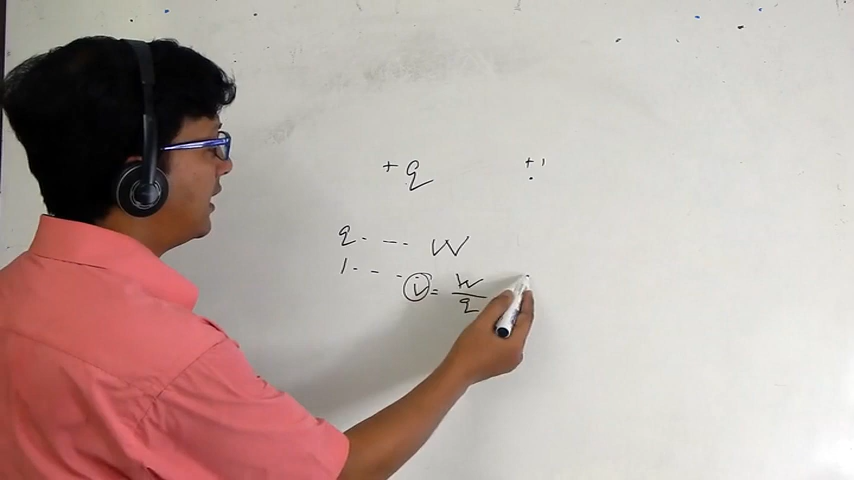 +q +1
q - - - W
1 - - - V = W/q